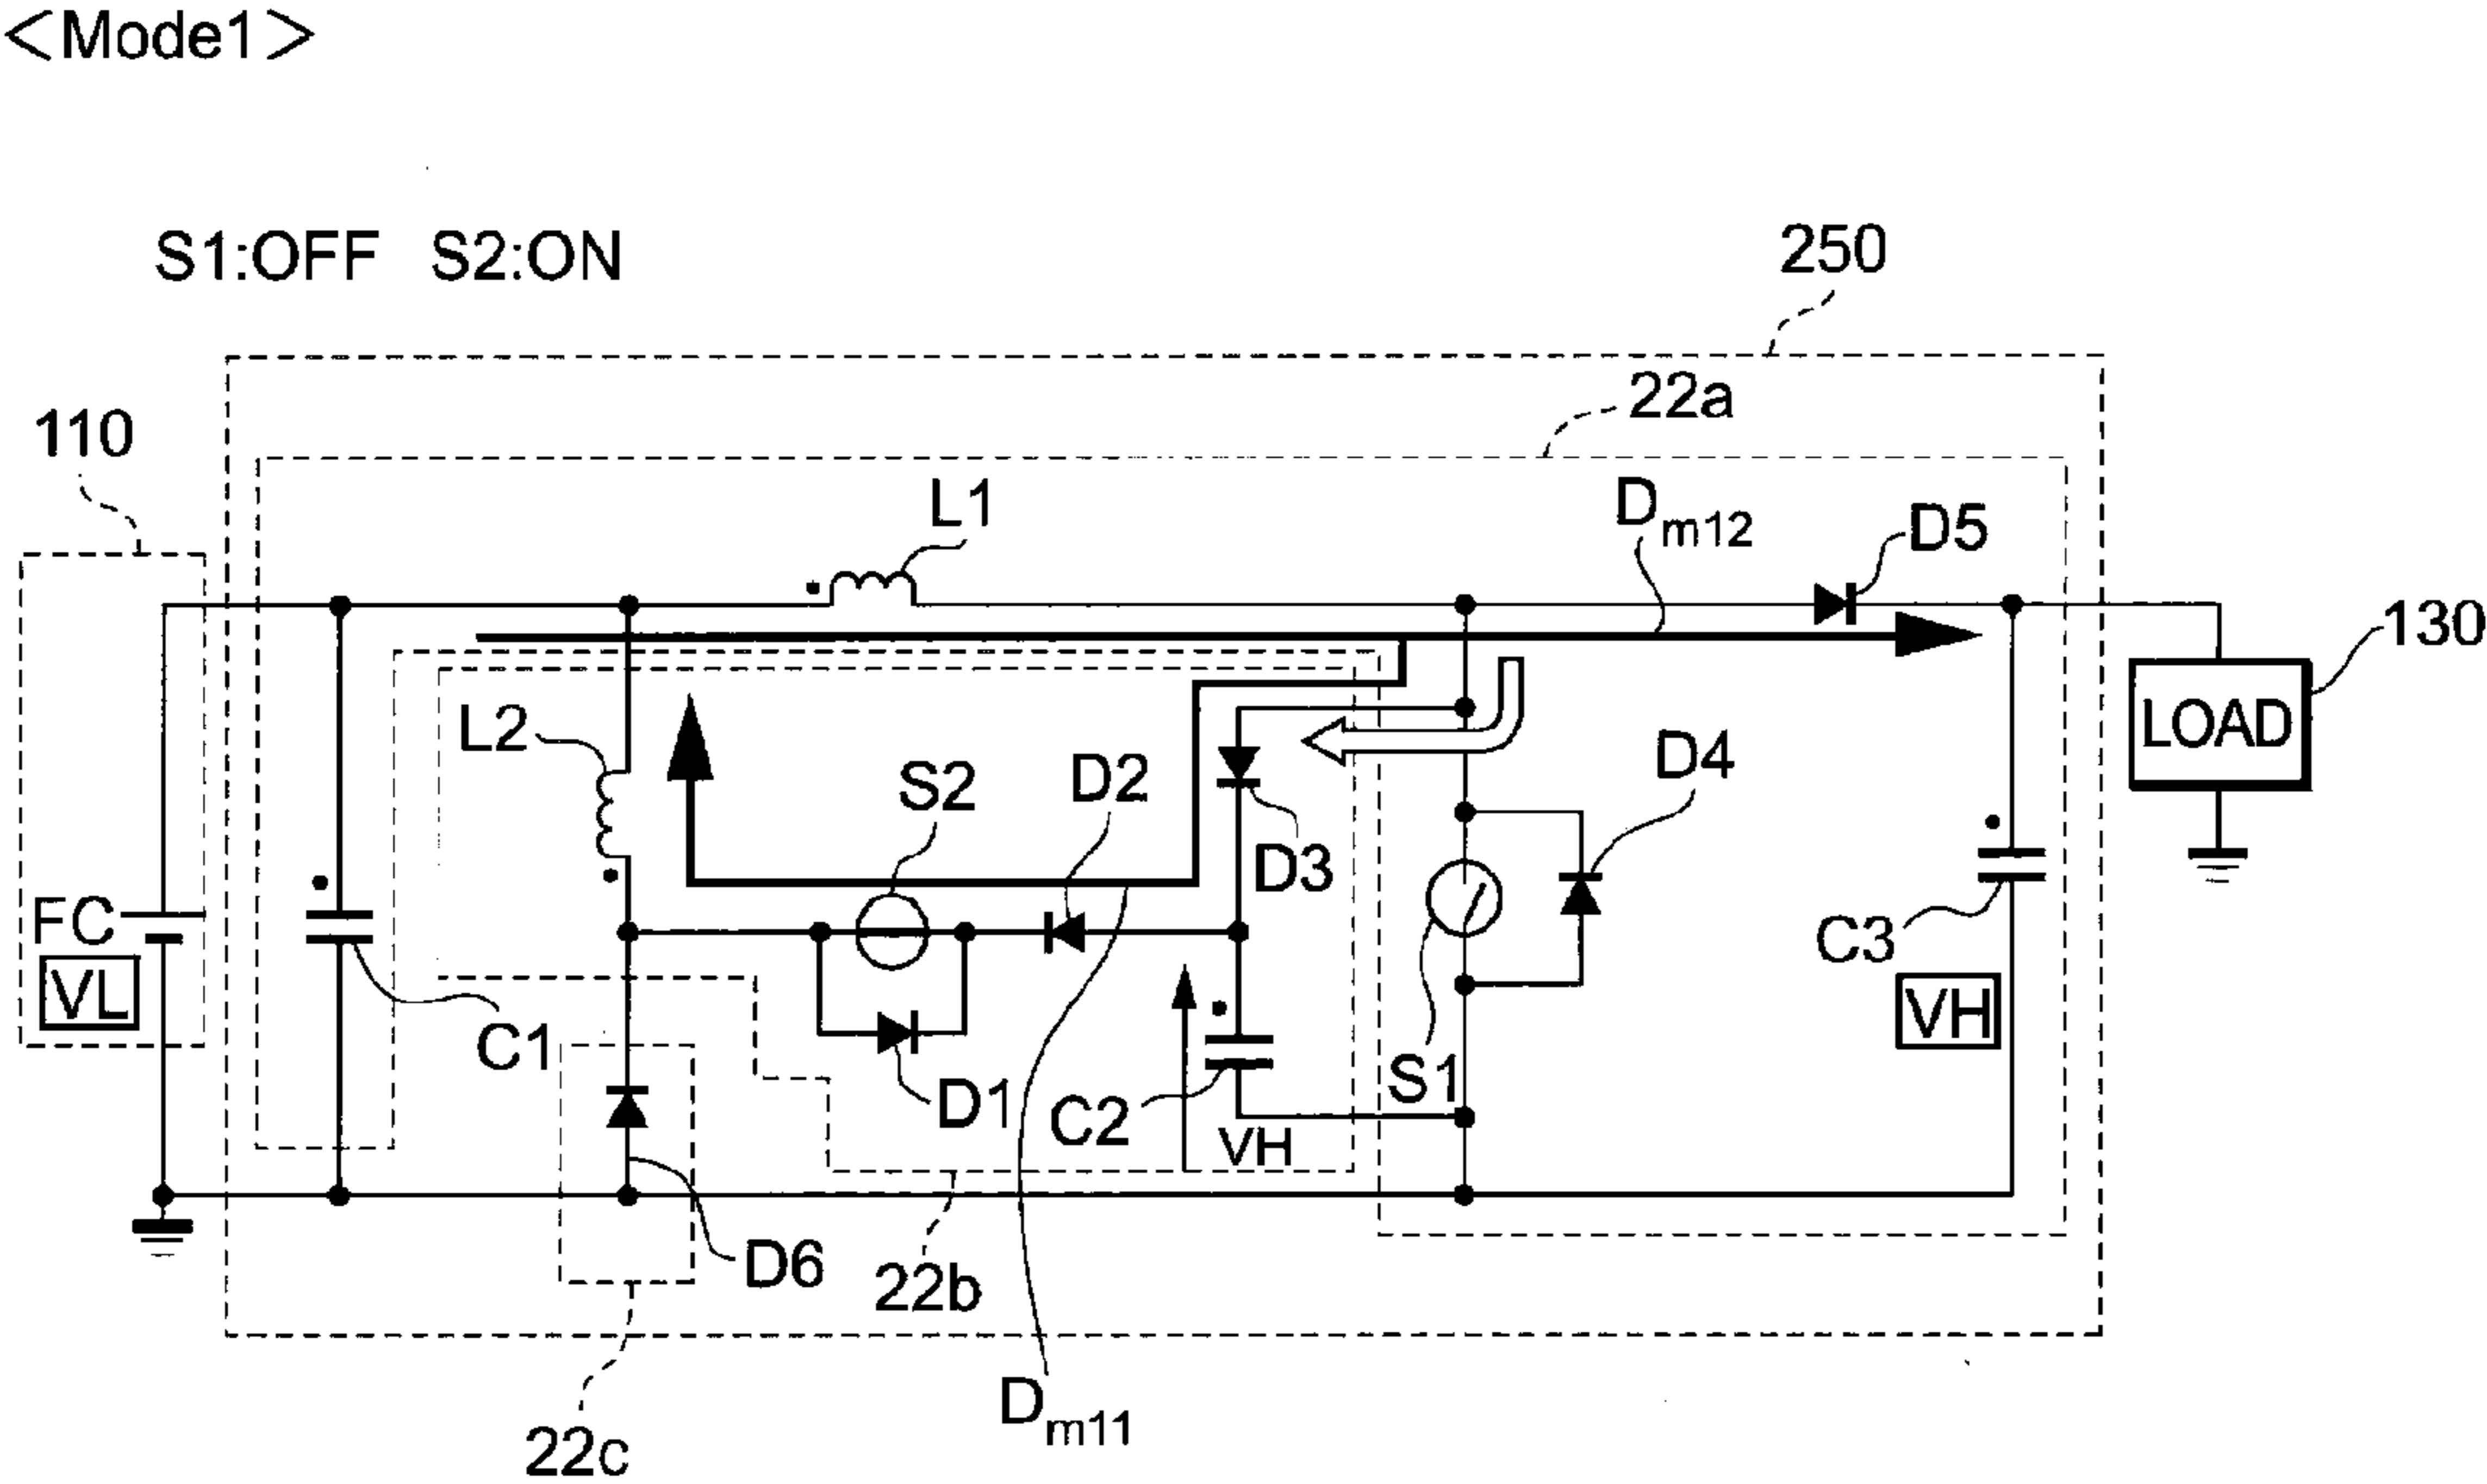 <Mode1>
S1:OFF S2:ON
250
22a
110
L1
Dm12
D5
130
L2
S2
D2
D4
LOAD
D3
FC
VL
C3
VH
C1
D1
C2
S1
VH
D6
22b
Dm11
22c